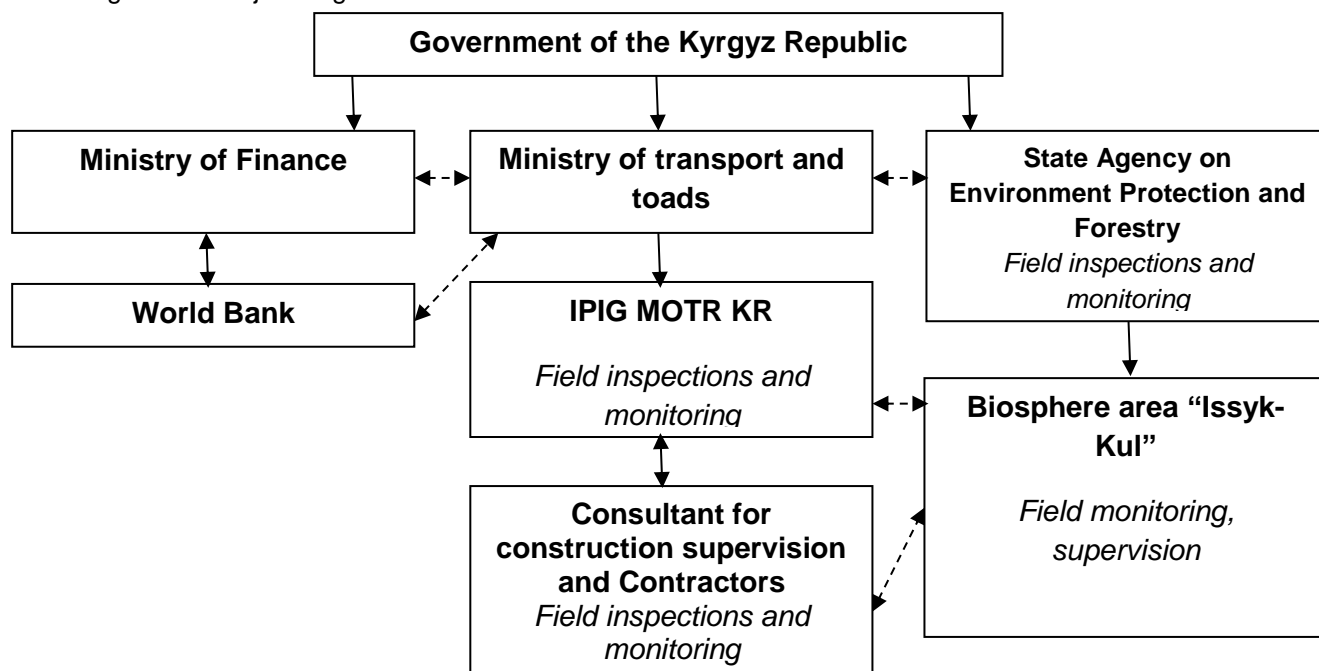 Government of the Kyrgyz Republic
Ministry of Finance
Ministry of transport and
toads
State Agency on
Environment Protection and
Forestry
Field inspections and
monitoring
World Bank
IPIG MOTR KR
Field inspections and
monitoring
Biosphere area “Issyk-
Kul”
Field monitoring,
supervision
Consultant for
construction supervision
and Contractors
Field inspections and
monitoring